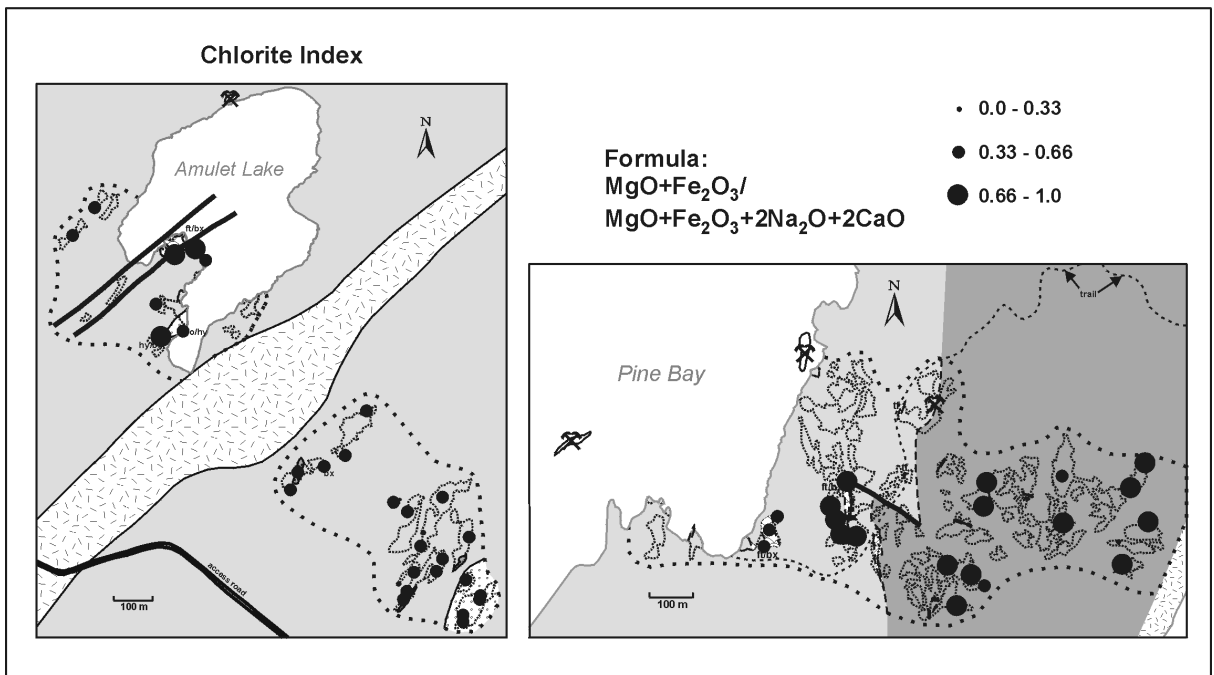 Chlorite Index
N
Amulet Lake
ft/bx
o/hy
bx
access road
100 m
0.0 - 0.33
0.33 - 0.66
0.66 - 1.0
Formula:
MgO+Fe₂O₃/
MgO+Fe₂O₃+2Na₂O+2CaO
N
trail
Pine Bay
ft/bx
100 m